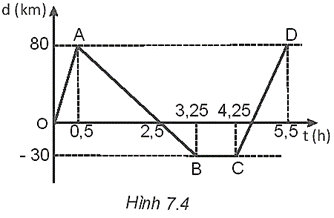 d (km)
A
D
80
3,25
4,25
O
0,5
2,5
5,5
t (h)
- 30
B
C
Hình 7.4